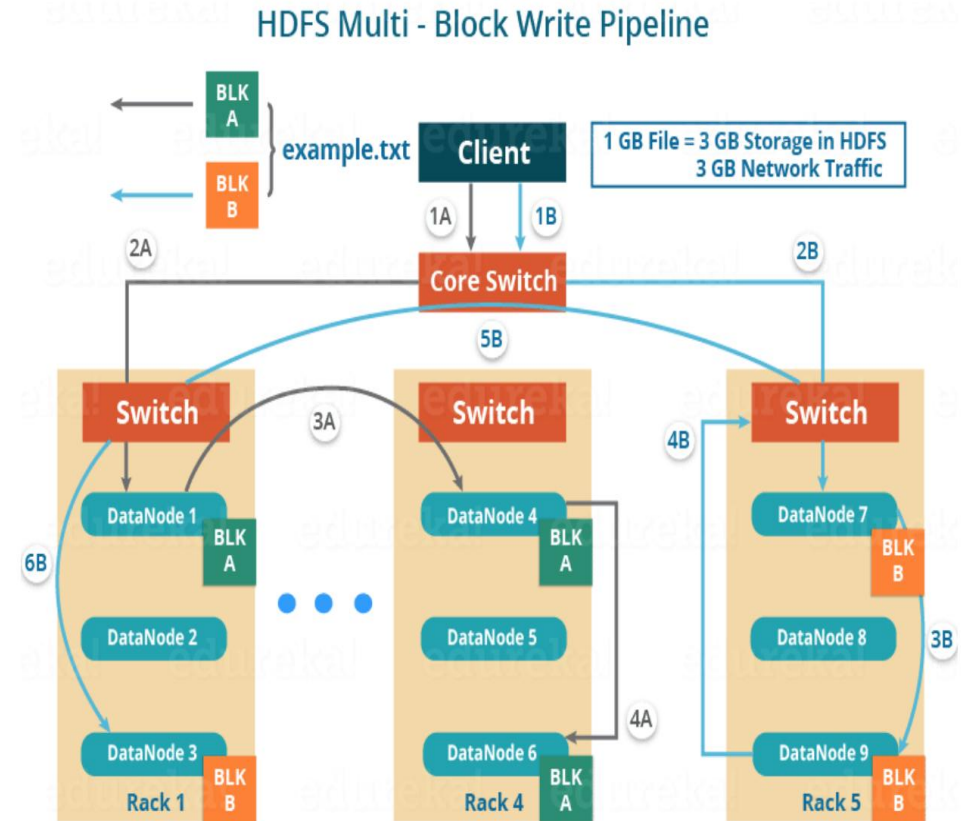 HDFS Multi - Block Write Pipeline
BLK
A
BLK
B
example.txt
Client
1 GB File = 3 GB Storage in HDFS
3 GB Network Traffic
1A
1B
2A
2B
Core Switch
5B
Switch
Switch
Switch
3A
4B
DataNode 1
BLK
A
DataNode 4
BLK
A
DataNode 7
BLK
B
6B
DataNode 2
DataNode 5
DataNode 8
3B
4A
DataNode 3
BLK
B
Rack 1
DataNode 6
BLK
A
Rack 4
DataNode 9
BLK
B
Rack 5
edureka!